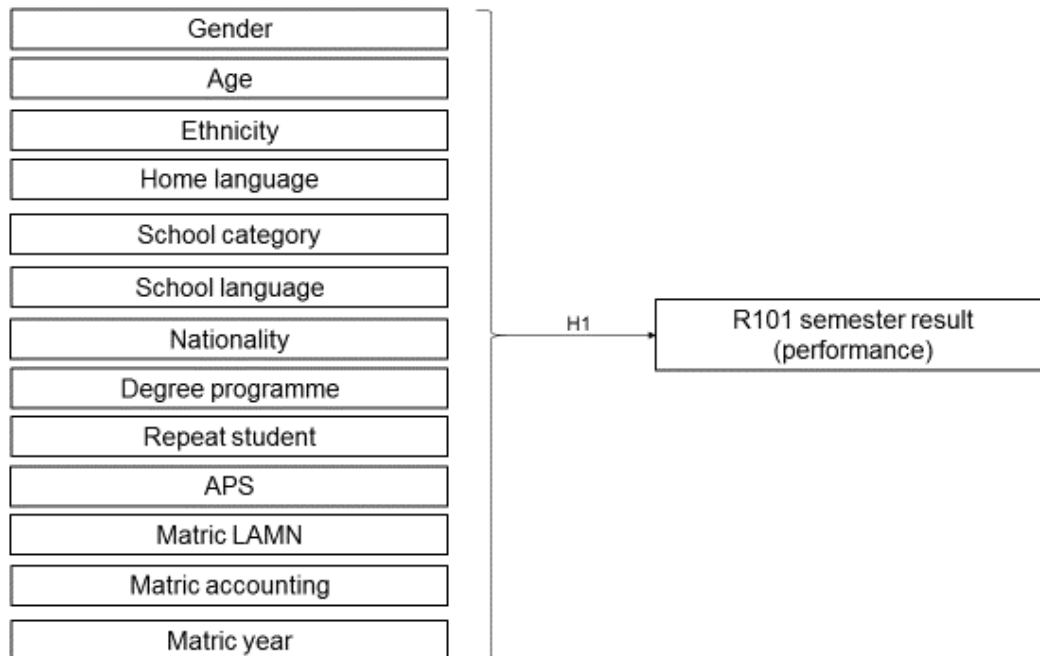 Gender
Age
Ethnicity
Home language
School category
School language
Nationality
Degree programme
Repeat student
APS
Matric LAMN
Matric accounting
Matric year
H1
R101 semester result
(performance)